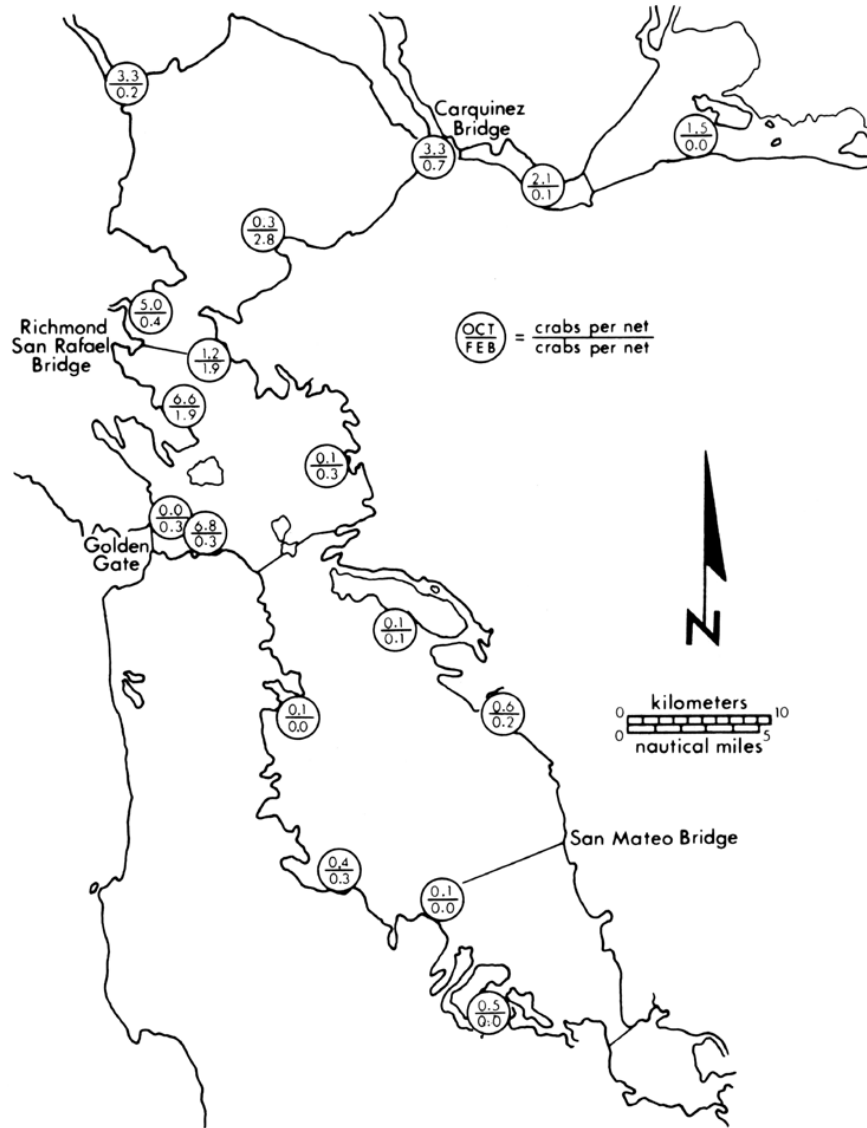 3.3
0.2
Carquinez
Bridge
3.3
0.7
2.1
0.1
1.5
0.0
0.3
2.8
5.0
0.4
Richmond
San Rafael
Bridge
1.2
1.9
OCT = crabs per net
FEB crabs per net
6.6
1.9
0.1
0.3
0.0
0.3
6.8
0.3
Golden
Gate
0.1
0.1
N
0.1
0.0
0.6
0.2
kilometers
0 10
0 5
nautical miles
San Mateo Bridge
0.4
0.3
0.1
0.0
0.5
0.0